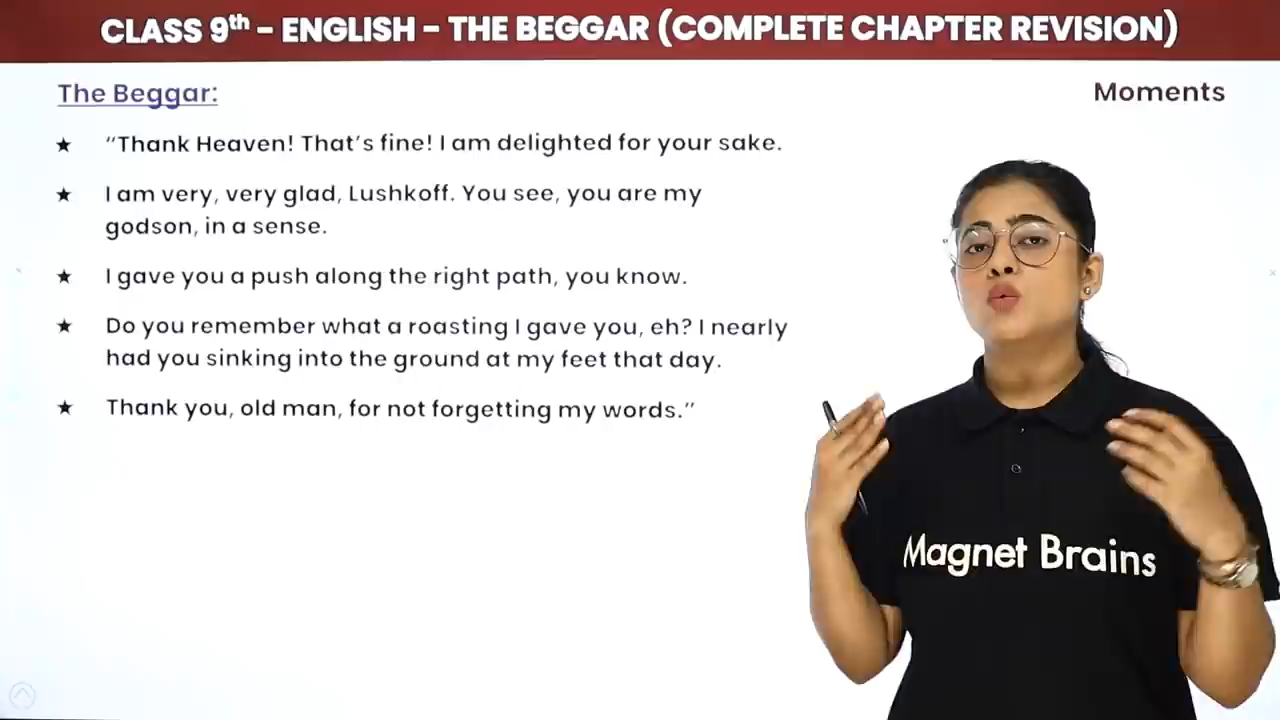 CLASS 9th – ENGLISH – THE BEGGAR (COMPLETE CHAPTER REVISION)
The Beggar:
Moments
★ “Thank Heaven! That’s fine! I am delighted for your sake.
★ I am very, very glad, Lushkoff. You see, you are my
godson, in a sense.
★ I gave you a push along the right path, you know.
★ Do you remember what a roasting I gave you, eh? I nearly
had you sinking into the ground at my feet that day.
★ Thank you, old man, for not forgetting my words.”
Magnet Brains